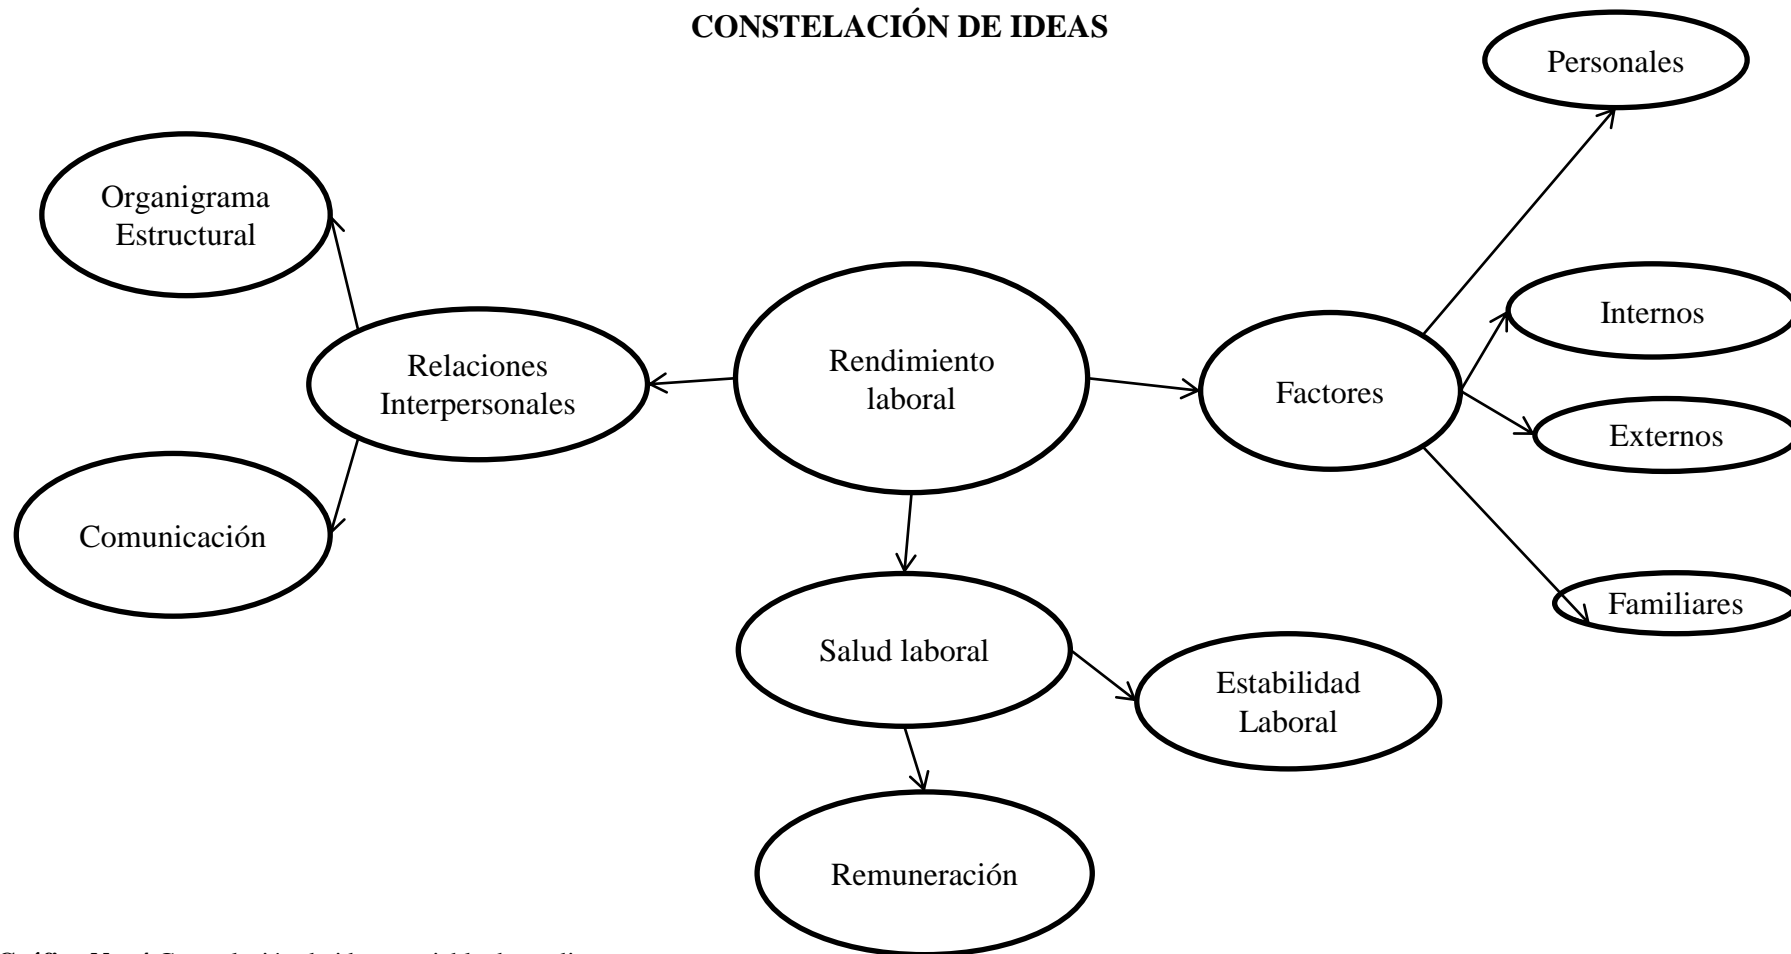 CONSTELACIÓN DE IDEAS
Personales
Organigrama
Estructural
Internos
Relaciones
Interpersonales
Rendimiento
laboral
Factores
Externos
Comunicación
Familiares
Salud laboral
Estabilidad
Laboral
Remuneración